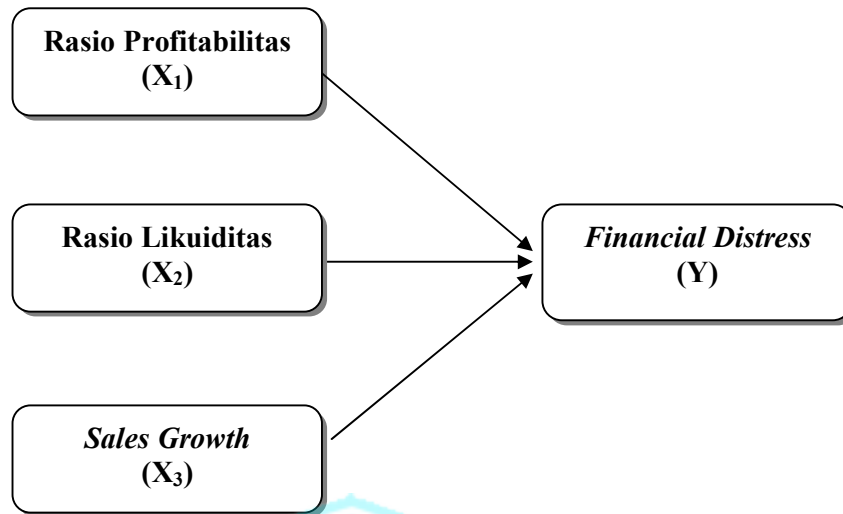 Rasio Profitabilitas
(X₁)
Rasio Likuiditas
(X₂)
Financial Distress
(Y)
Sales Growth
(X₃)